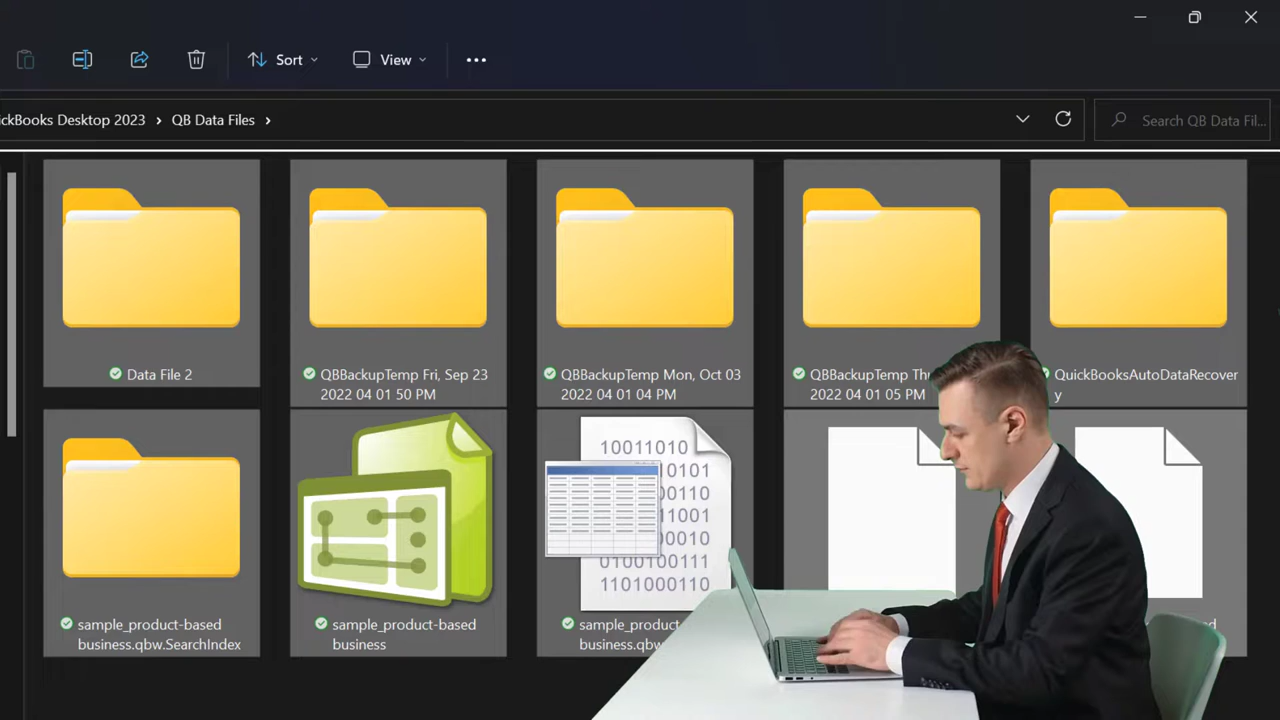 Sort
View
ckBooks Desktop 2023 > QB Data Files >
Search QB Data Fil...
Data File 2
QBBackupTemp Fri, Sep 23
2022 04 01 50 PM
QBBackupTemp Mon, Oct 03
2022 04 01 04 PM
QBBackupTemp Thu
2022 04 01 05 PM
QuickBooksAutoDataRecover
y
sample_product-based
business.qbw.SearchIndex
sample_product-based
business
sample_product-
business.qbw
10011010
0101
00110
11001
00010
0100100111
1101000110